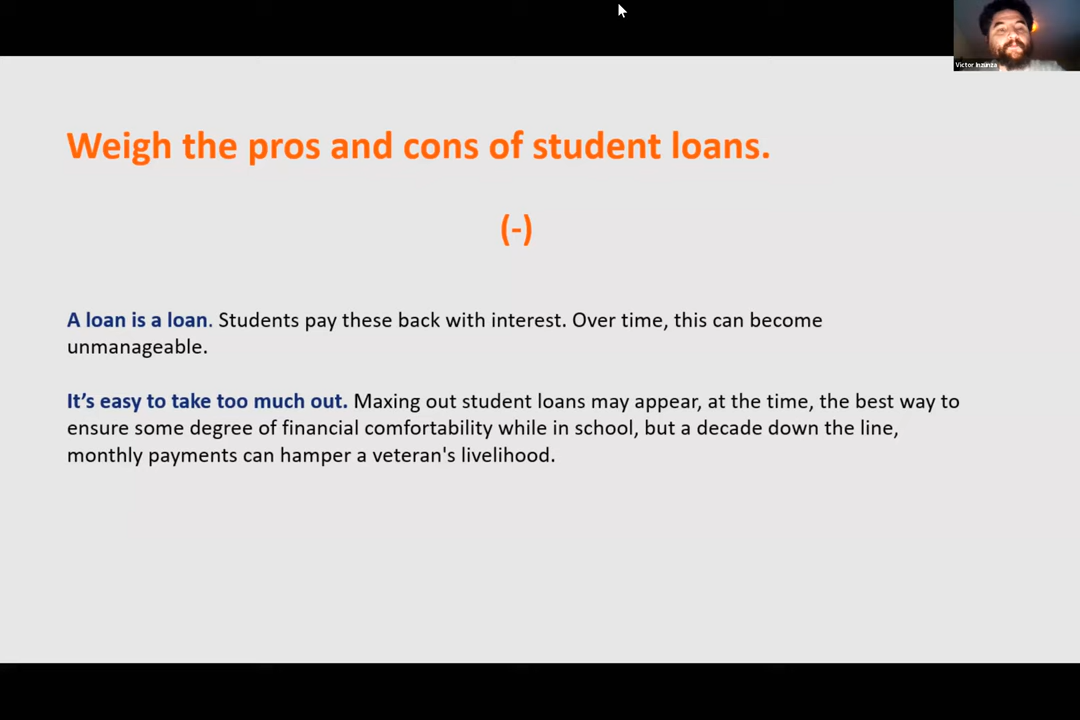 Victor Inzunza
Weigh the pros and cons of student loans.
(-)
A loan is a loan. Students pay these back with interest. Over time, this can become
unmanageable.
It’s easy to take too much out. Maxing out student loans may appear, at the time, the best way to
ensure some degree of financial comfortability while in school, but a decade down the line,
monthly payments can hamper a veteran's livelihood.